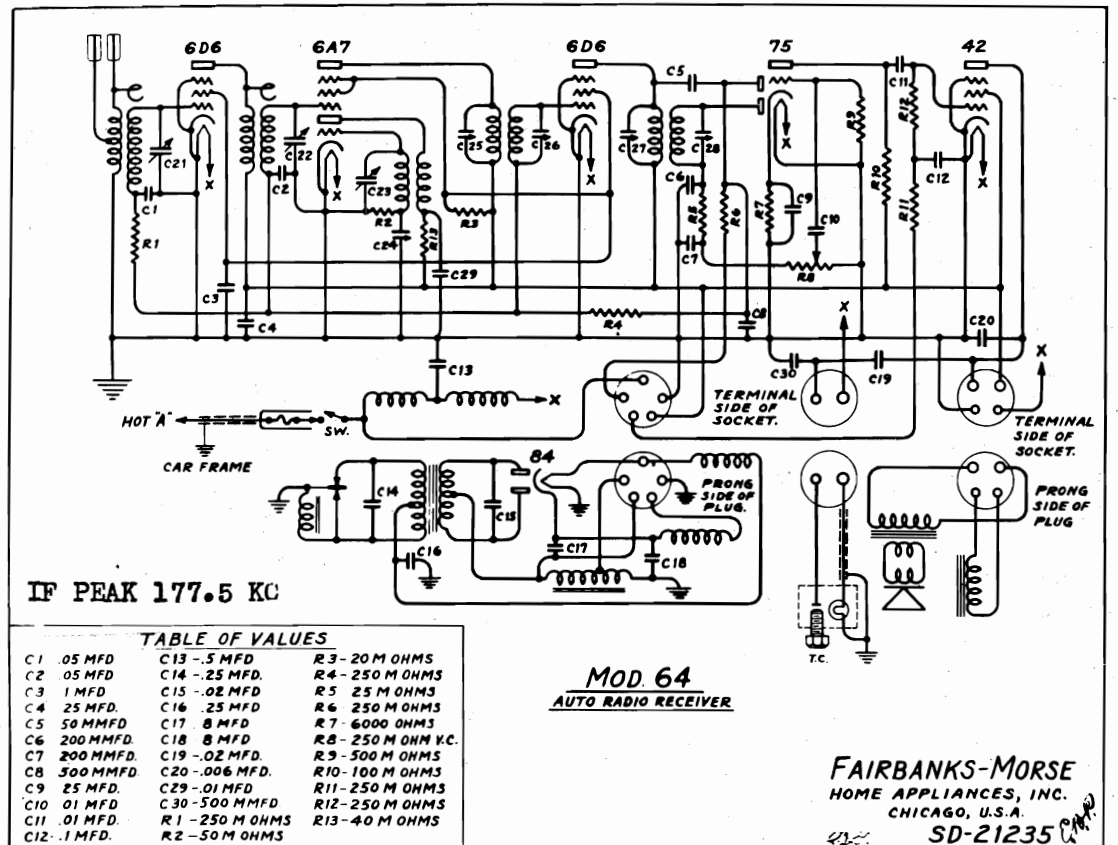 6D6 6A7 6D6 75 42
C5 C11
C21 C22 C25 C26 C27 C28 R9 R12
X X X X X
C1 C2 C23 C6 C12
R1 R2 C24 R13 R3 R5 R6 R7 C9 C10 R10 R11
C7 R8
C3 C29
C4 R4 C8 C20
C13 C30 C19 X X
HOT "A" SW. X TERMINAL
SIDE OF
SOCKET.
TERMINAL
SIDE OF
SOCKET.
CAR FRAME
84
PRONG
SIDE OF
PLUG.
PRONG
SIDE OF
PLUG
C14 C15
C16 C17 C18
T.C.
IF PEAK 177.5 KC
TABLE OF VALUES
C1 .05 MFD C13-.5 MFD R3-20 M OHMS
C2 .05 MFD C14-.25 MFD. R4-250 M OHMS
C3 1 MFD C15-.02 MFD R5 25 M OHMS
C4 25 MFD. C16 .25 MFD R6 250 M OHMS
C5 50 MMFD C17 8 MFD R7-6000 OHMS
C6 200 MMFD. C18 8 MFD R8-250 M OHM V.C.
C7 200 MMFD. C19-.02 MFD. R9-500 M OHMS
C8 500 MMFD. C20-.006 MFD. R10-100 M OHMS
C9 25 MFD. C29-.01 MFD R11-250 M OHMS
C10 01 MFD C30-500 MMFD R12-250 M OHMS
C11 .01 MFD R1-250 M OHMS R13-40 M OHMS
C12-.1 MFD. R2-50 M OHMS
MOD. 64
AUTO RADIO RECEIVER
FAIRBANKS-MORSE
HOME APPLIANCES, INC.
CHICAGO, U.S.A.
SD-21235